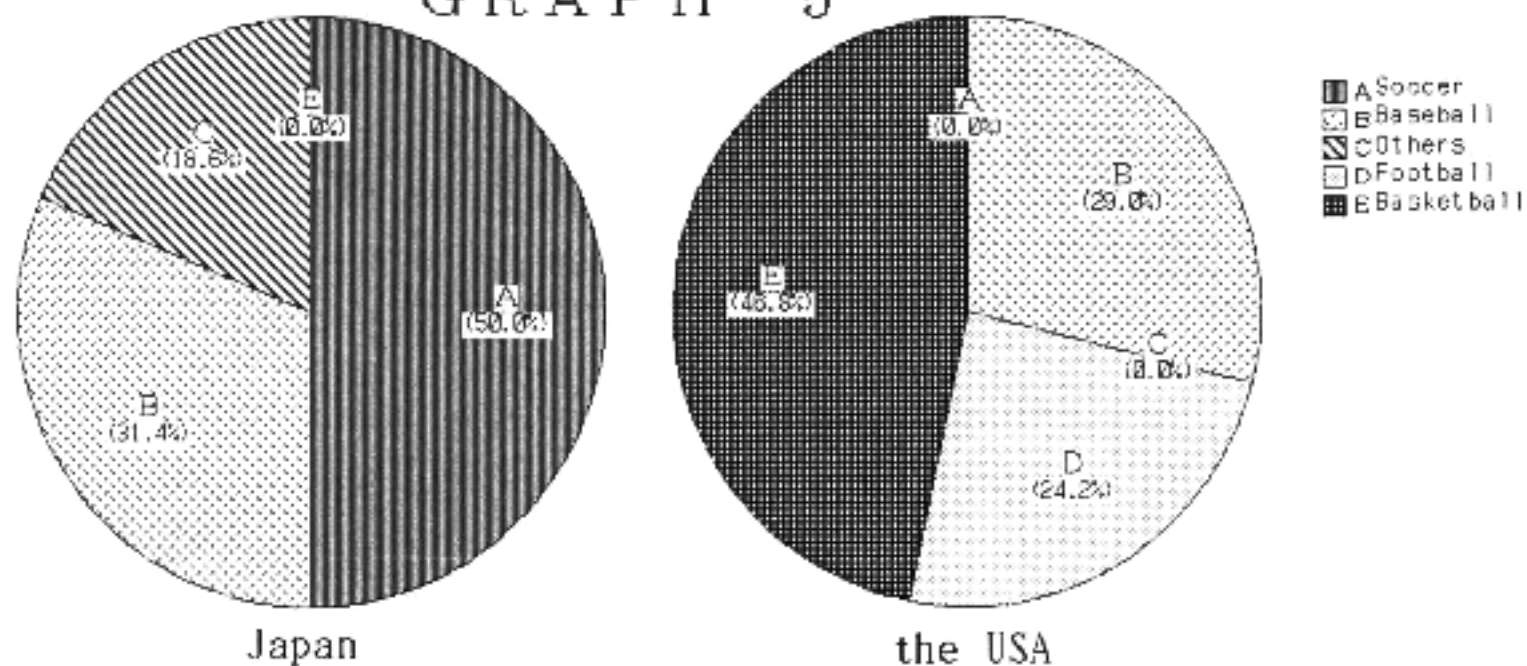 GRAPH 5
E
(0.0%)
C
(18.6%)
A
(50.0%)
B
(31.4%)
Japan
A
(0.0%)
B
(29.0%)
E
(46.8%)
C
(0.0%)
D
(24.2%)
the USA
A Soccer
B Baseball
C Others
D Football
E Basketball